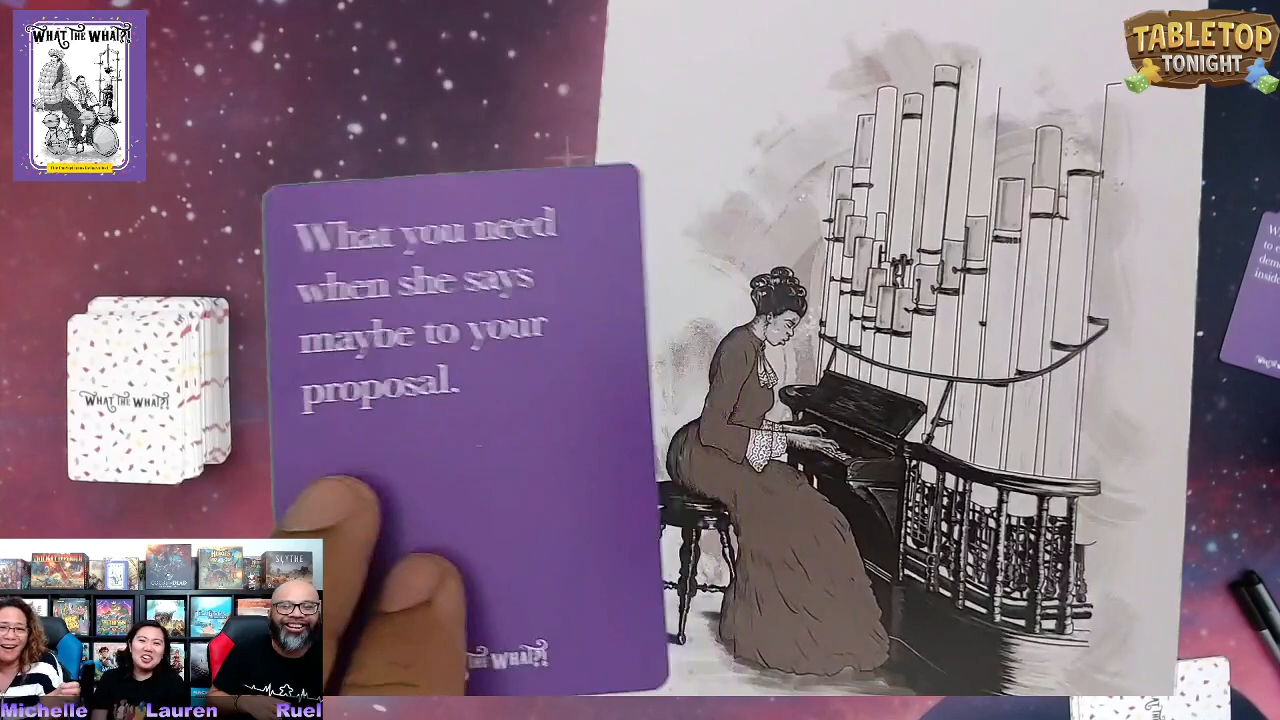 WHAT THE WHAT?!
TABLETOP
TONIGHT
What you need
when she says
maybe to your
proposal.
THE WHAT?!
WHAT THE WHAT?!
SCYTHE
Michelle
Lauren
Ruel